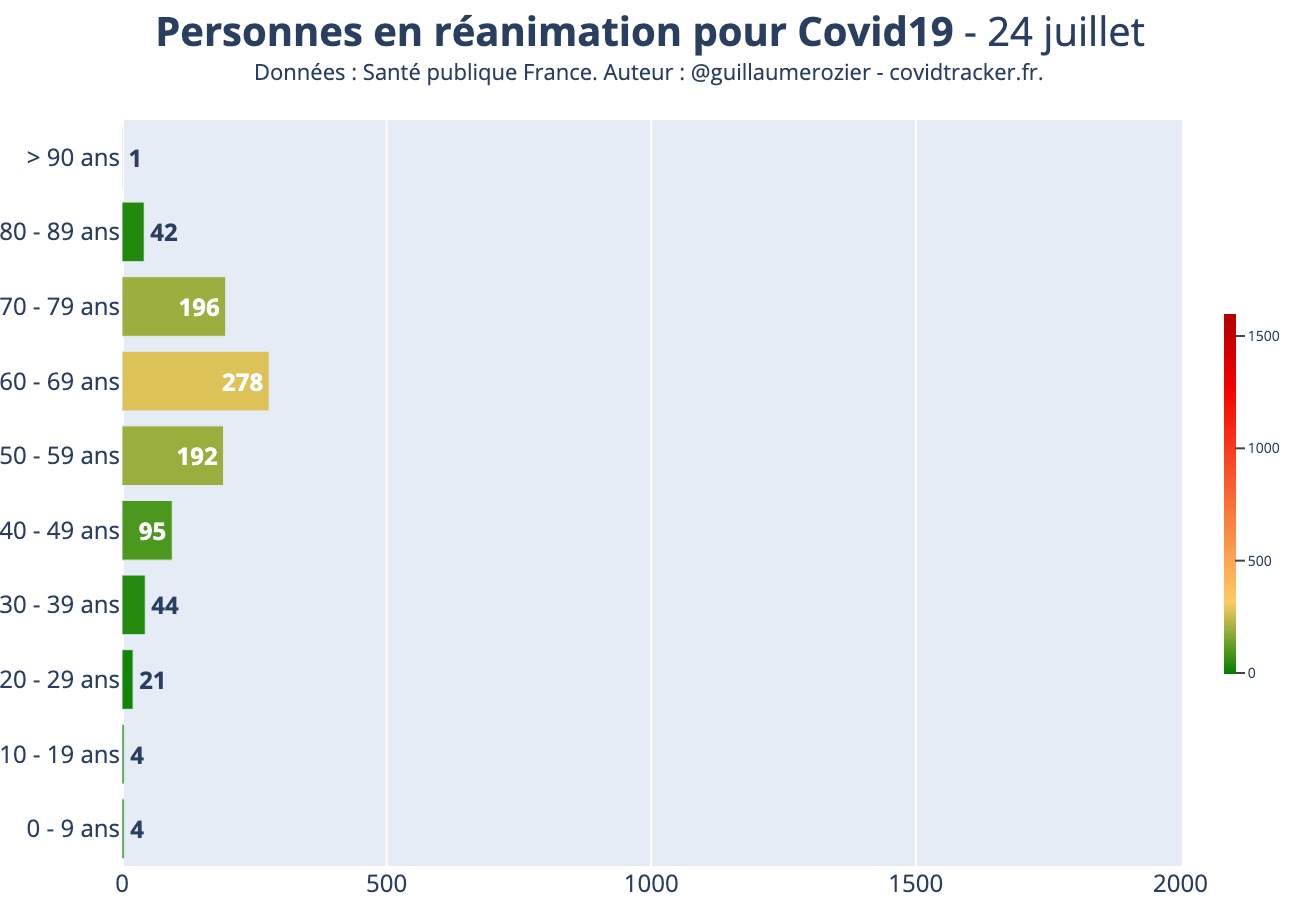 Personnes en réanimation pour Covid19 - 24 juillet
Données : Santé publique France. Auteur : @guillaumerozier - covidtracker.fr.
> 90 ans 1
80 - 89 ans 42
70 - 79 ans 196
60 - 69 ans 278
50 - 59 ans 192
40 - 49 ans 95
30 - 39 ans 44
20 - 29 ans 21
10 - 19 ans 4
0 - 9 ans 4
0 500 1000 1500 2000
1500
1000
500
0